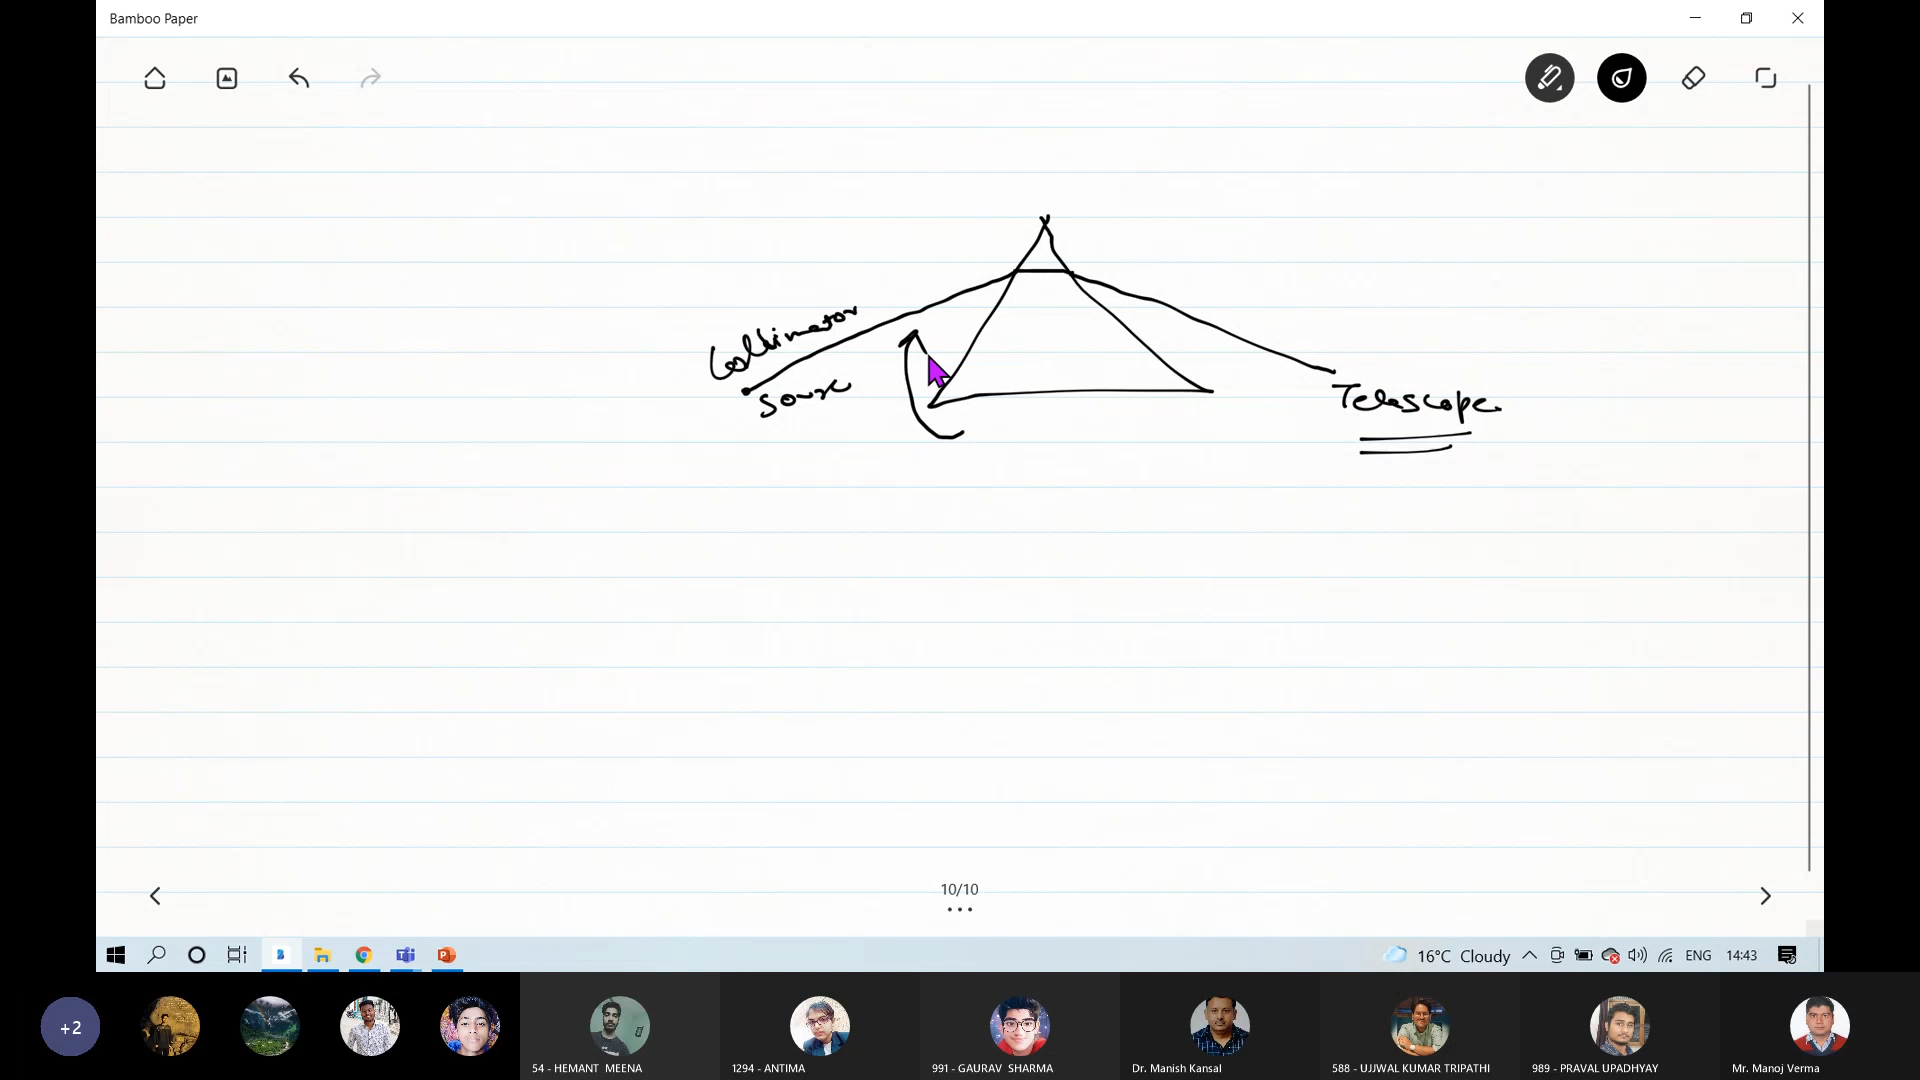 Bamboo Paper
Collimator
Source
Telescope
10/10
16°C Cloudy
ENG
14:43
+2
54 - HEMANT MEENA
1294 - ANTIMA
991 - GAURAV SHARMA
Dr. Manish Kansal
588 - UJJWAL KUMAR TRIPATHI
989 - PRAVAL UPADHYAY
Mr. Manoj Verma